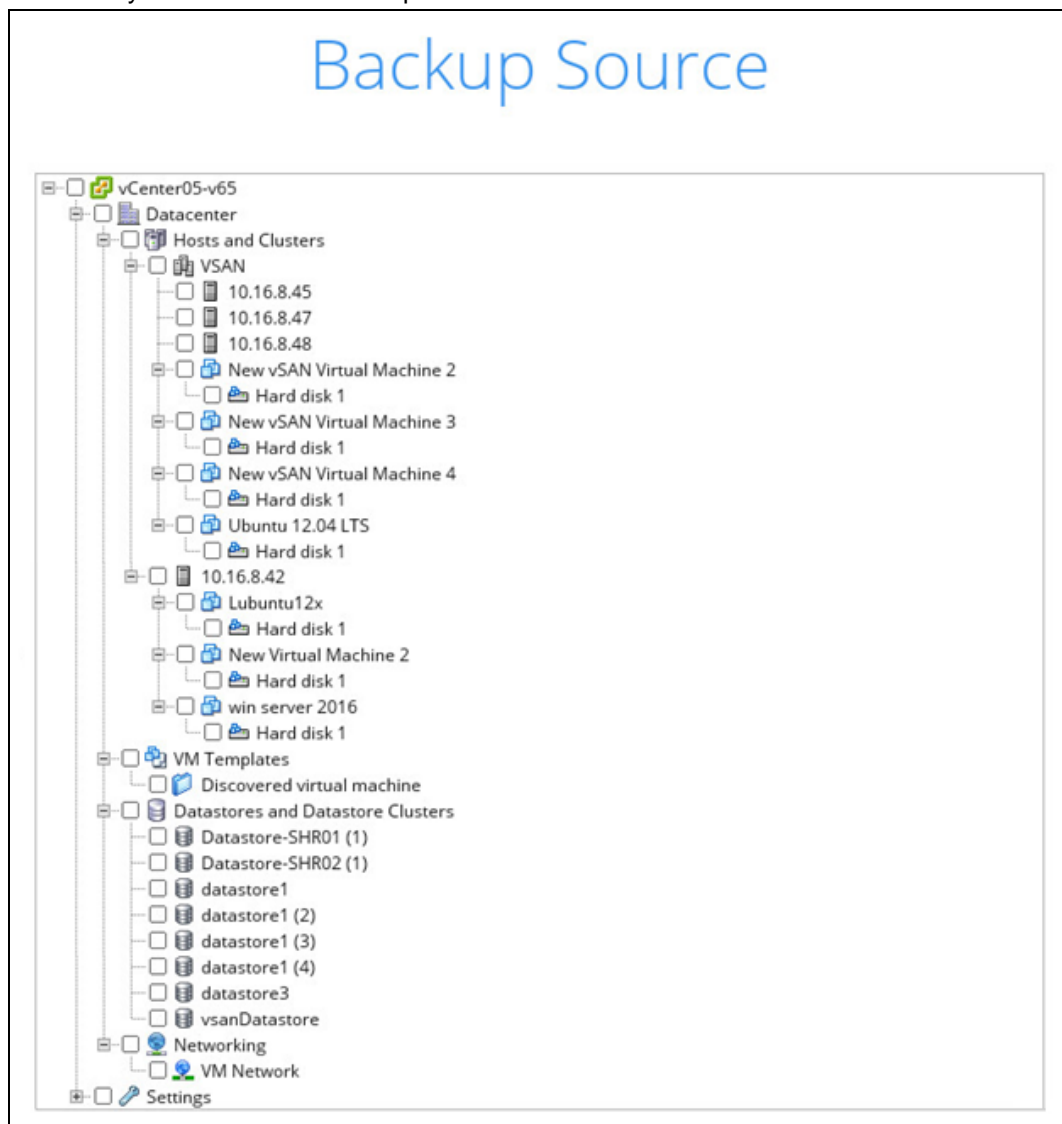 Backup Source
vCenter05-v65
Datacenter
Hosts and Clusters
VSAN
10.16.8.45
10.16.8.47
10.16.8.48
New vSAN Virtual Machine 2
Hard disk 1
New vSAN Virtual Machine 3
Hard disk 1
New vSAN Virtual Machine 4
Hard disk 1
Ubuntu 12.04 LTS
Hard disk 1
10.16.8.42
Lubuntu12x
Hard disk 1
New Virtual Machine 2
Hard disk 1
win server 2016
Hard disk 1
VM Templates
Discovered virtual machine
Datastores and Datastore Clusters
Datastore-SHR01 (1)
Datastore-SHR02 (1)
datastore1
datastore1 (2)
datastore1 (3)
datastore1 (4)
datastore3
vsanDatastore
Networking
VM Network
Settings